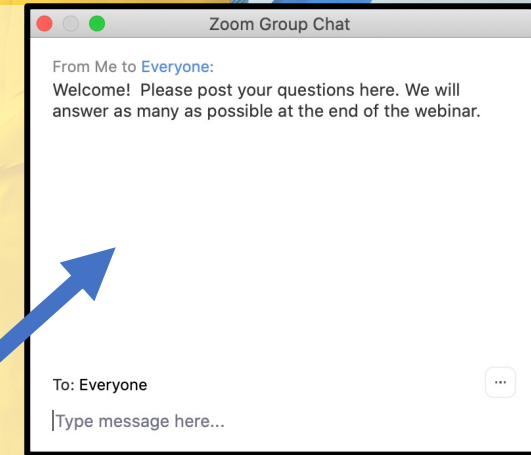 Zoom Group Chat
From Me to Everyone:
Welcome!  Please post your questions here. We will
answer as many as possible at the end of the webinar.
To: Everyone
...
Type message here...